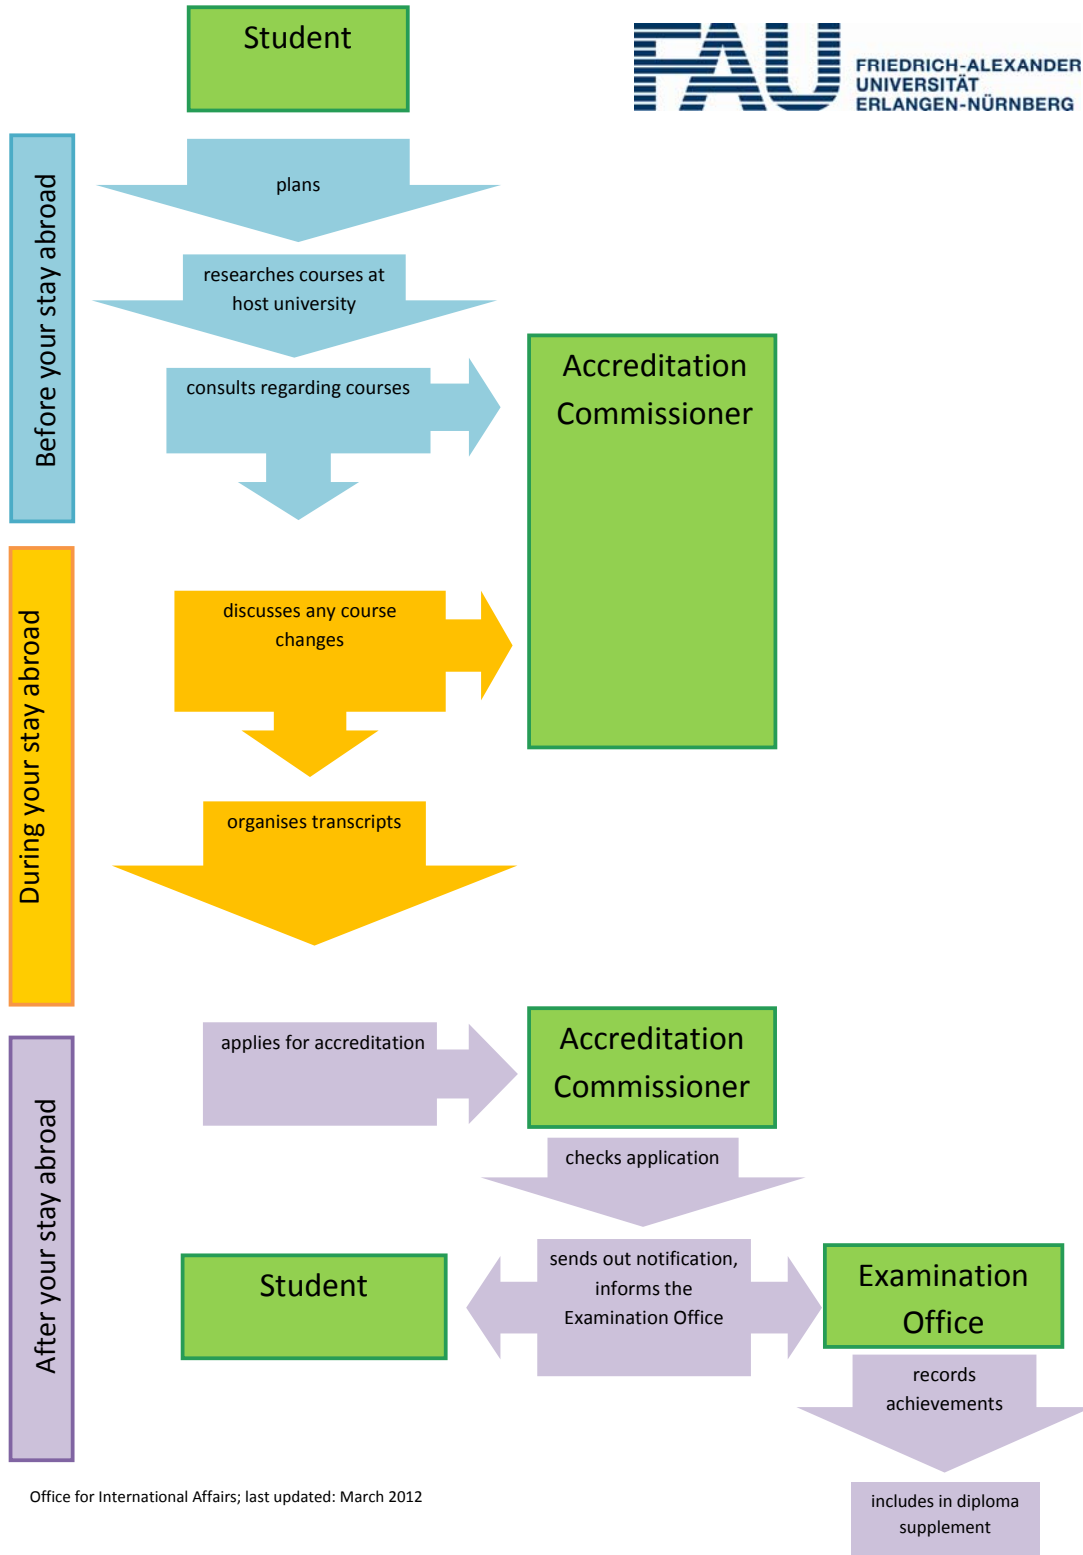 Student
FAU
FRIEDRICH-ALEXANDER
UNIVERSITÄT
ERLANGEN-NÜRNBERG
Before your stay abroad
plans
researches courses at
host university
consults regarding courses
Accreditation
Commissioner
During your stay abroad
discusses any course
changes
organises transcripts
After your stay abroad
applies for accreditation
Accreditation
Commissioner
checks application
Student
sends out notification,
informs the
Examination Office
Examination
Office
records
achievements
includes in diploma
supplement
Office for International Affairs; last updated: March 2012